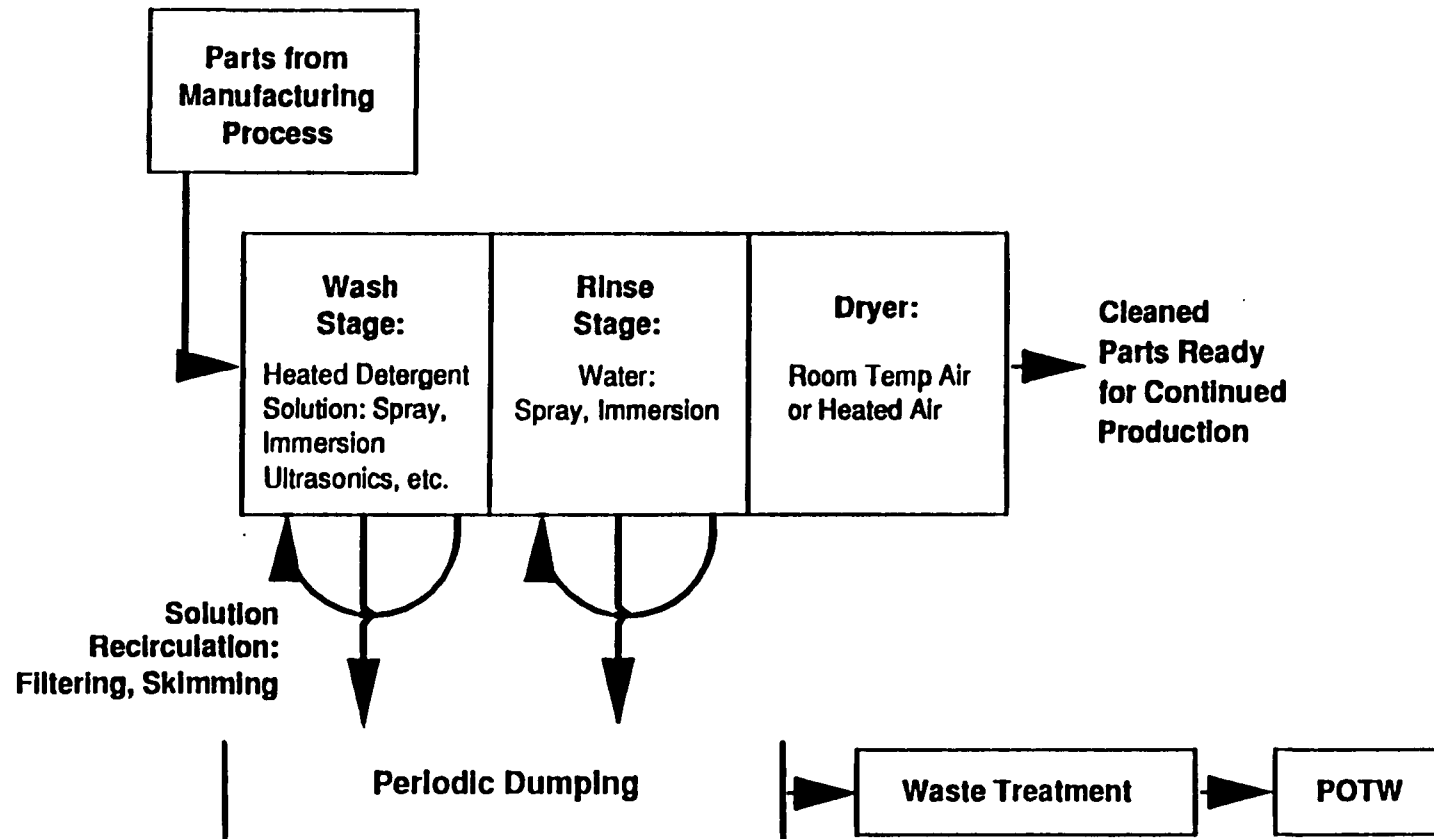 Parts from
Manufacturing
Process
Wash
Stage:
Heated Detergent
Solution: Spray,
Immersion
Ultrasonics, etc.
Rinse
Stage:
Water:
Spray, Immersion
Dryer:
Room Temp Air
or Heated Air
Cleaned
Parts Ready
for Continued
Production
Solution
Recirculation:
Filtering, Skimming
Periodic Dumping
Waste Treatment
POTW